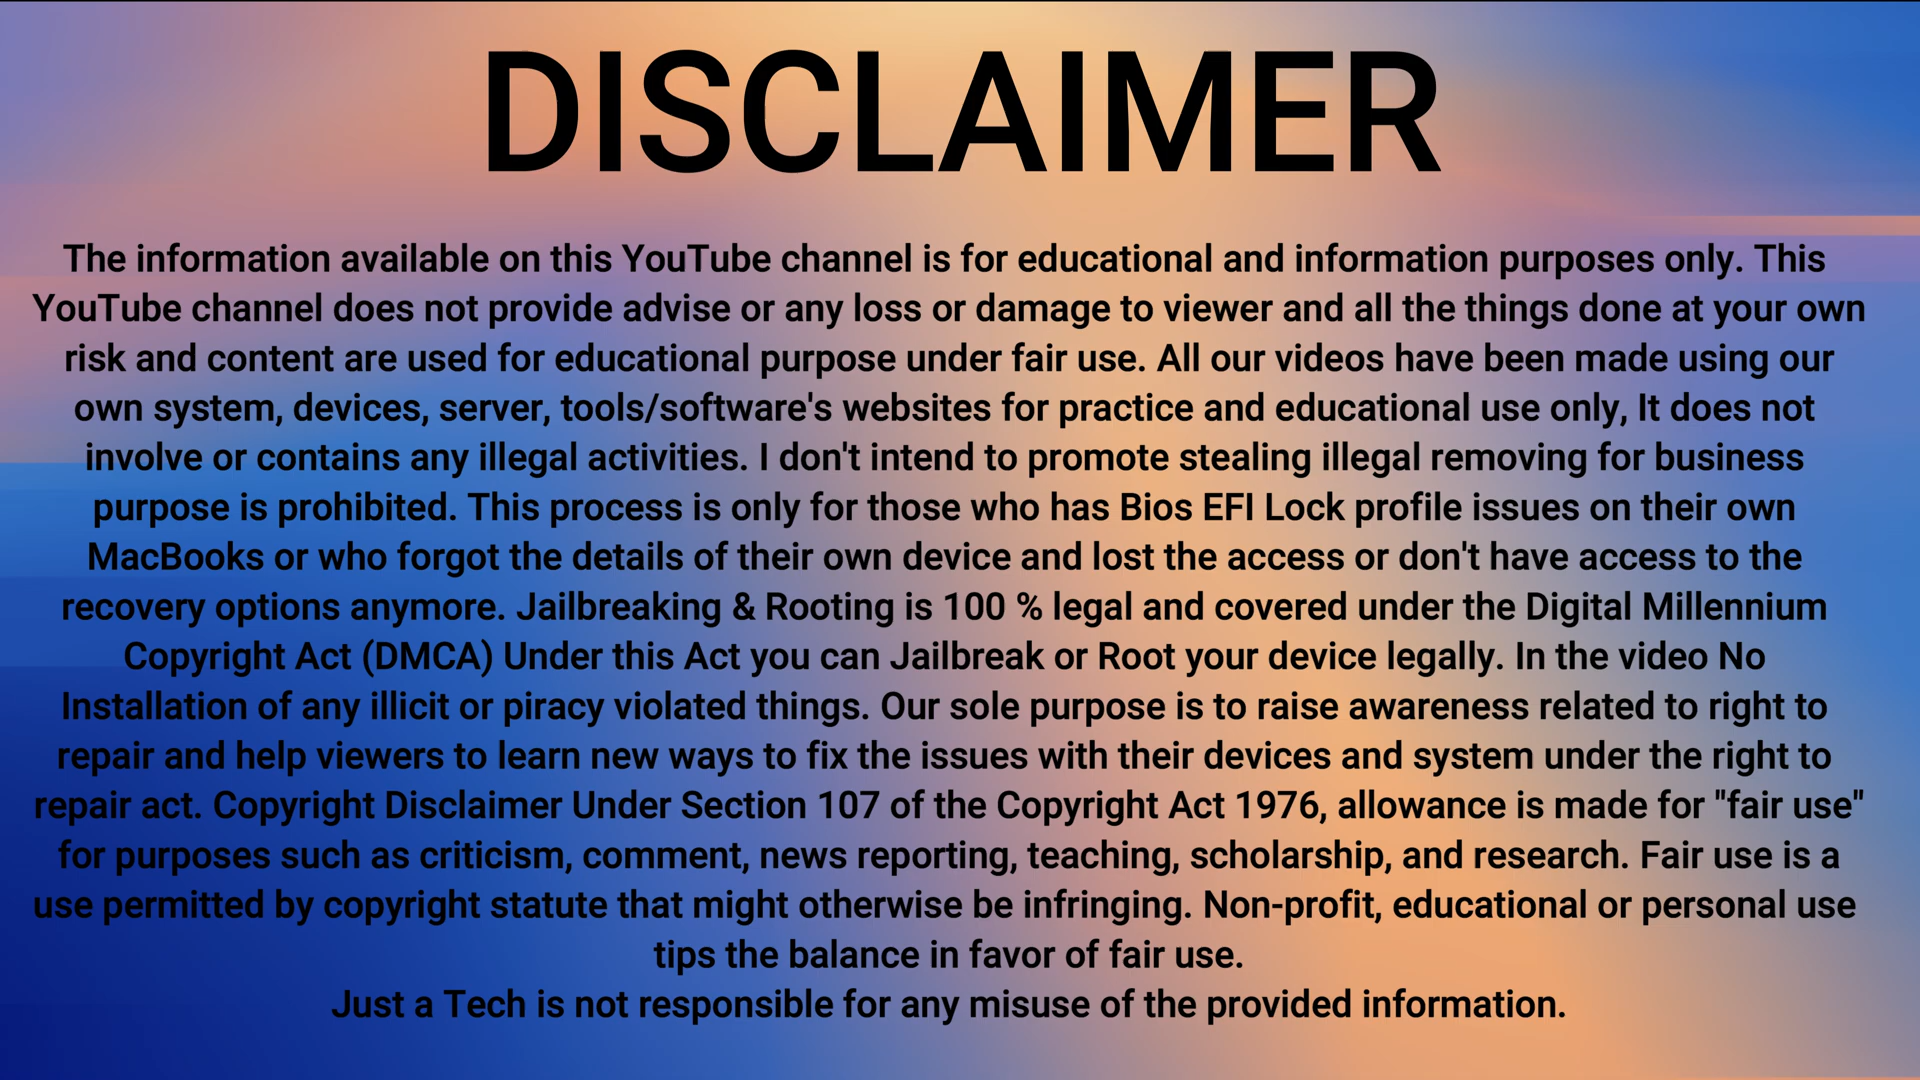 DISCLAIMER
The information available on this YouTube channel is for educational and information purposes only. This
YouTube channel does not provide advise or any loss or damage to viewer and all the things done at your own
risk and content are used for educational purpose under fair use. All our videos have been made using our
own system, devices, server, tools/software's websites for practice and educational use only, It does not
involve or contains any illegal activities. I don't intend to promote stealing illegal removing for business
purpose is prohibited. This process is only for those who has Bios EFI Lock profile issues on their own
MacBooks or who forgot the details of their own device and lost the access or don't have access to the
recovery options anymore. Jailbreaking & Rooting is 100 % legal and covered under the Digital Millennium
Copyright Act (DMCA) Under this Act you can Jailbreak or Root your device legally. In the video No
Installation of any illicit or piracy violated things. Our sole purpose is to raise awareness related to right to
repair and help viewers to learn new ways to fix the issues with their devices and system under the right to
repair act. Copyright Disclaimer Under Section 107 of the Copyright Act 1976, allowance is made for "fair use"
for purposes such as criticism, comment, news reporting, teaching, scholarship, and research. Fair use is a
use permitted by copyright statute that might otherwise be infringing. Non-profit, educational or personal use
tips the balance in favor of fair use.
Just a Tech is not responsible for any misuse of the provided information.